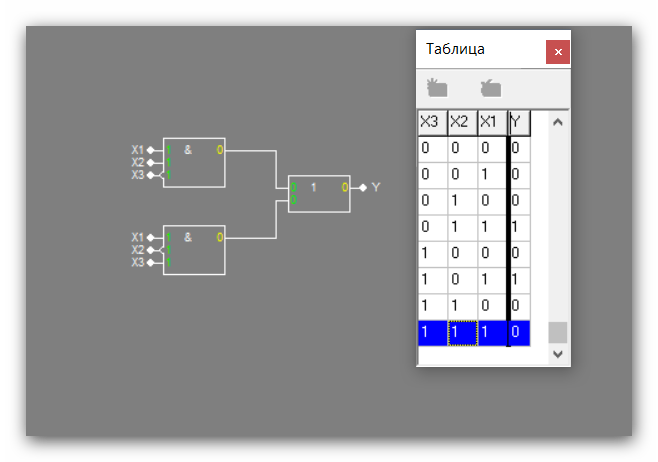 Таблица
X3 X2 X1 Y
0 0 0 0
0 0 1 0
0 1 0 0
0 1 1 1
1 0 0 0
1 0 1 1
1 1 0 0
1 1 1 0
X1 1 & 0
X2 1
X3 1
0 1 0 Y
0
X1 1 & 0
X2 1
X3 1